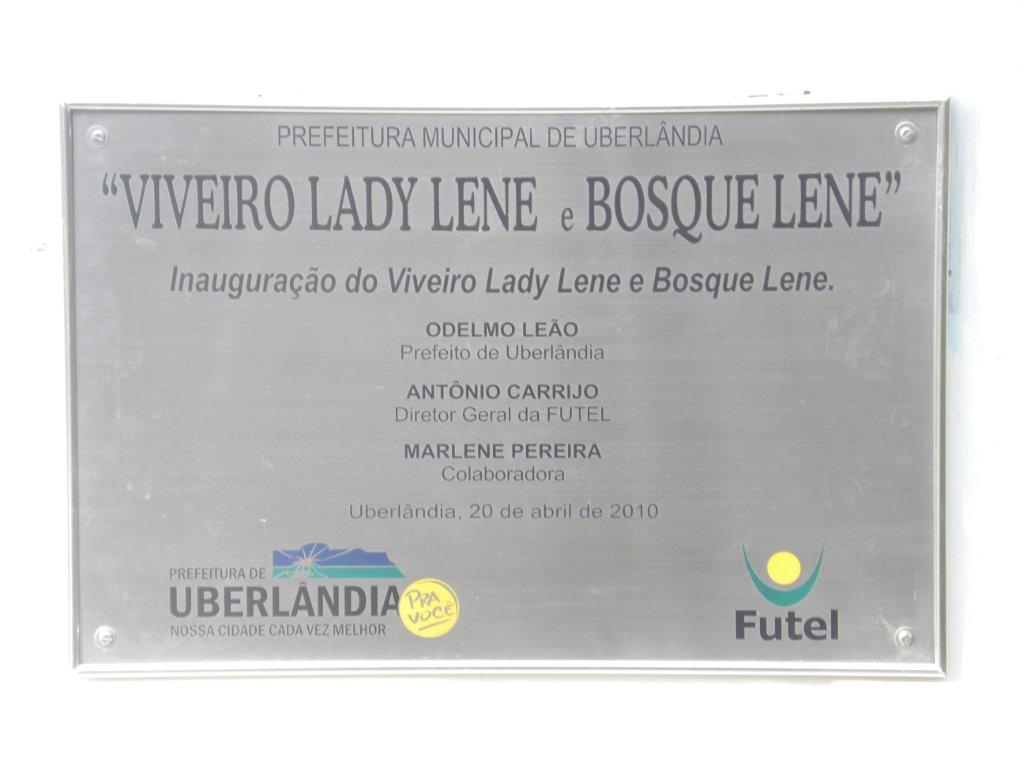 PREFEITURA MUNICIPAL DE UBERLÂNDIA
“VIVEIRO LADY LENE e BOSQUE LENE”
Inauguração do Viveiro Lady Lene e Bosque Lene.
ODELMO LEÃO
Prefeito de Uberlândia
ANTÔNIO CARRIJO
Diretor Geral da FUTEL
MARLENE PEREIRA
Colaboradora
Uberlândia, 20 de abril de 2010
PREFEITURA DE
UBERLÂNDIA
NOSSA CIDADE CADA VEZ MELHOR
PRA
VOCÊ
Futel